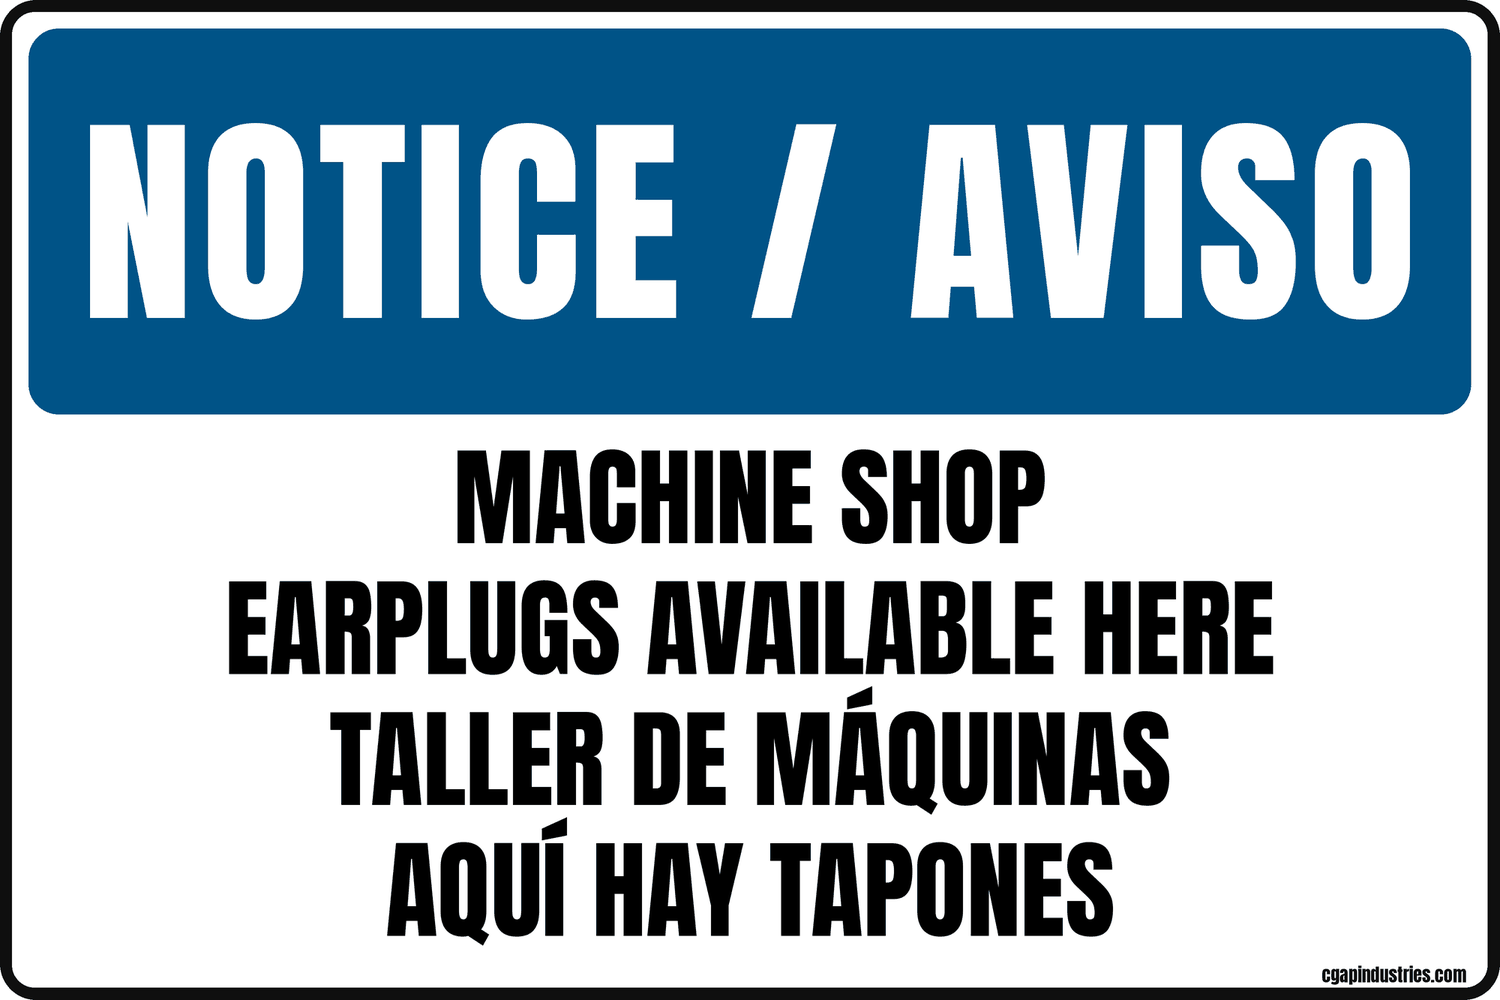 NOTICE / AVISO
MACHINE SHOP
EARPLUGS AVAILABLE HERE
TALLER DE MÁQUINAS
AQUÍ HAY TAPONES
cgapindustries.com